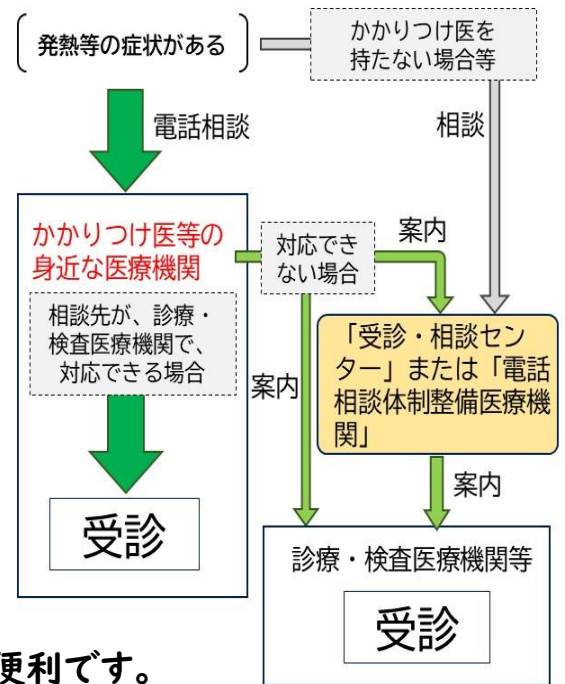 発熱等の症状がある
かかりつけ医を
持たない場合等
電話相談
相談
かかりつけ医等の
身近な医療機関
対応でき
ない場合
案内
相談先が、診療・
検査医療機関で、
対応できる場合
案内
「受診・相談セン
ター」または「電話
相談体制整備医療機
関」
受診
案内
診療・検査医療機関等
受診
便利です。